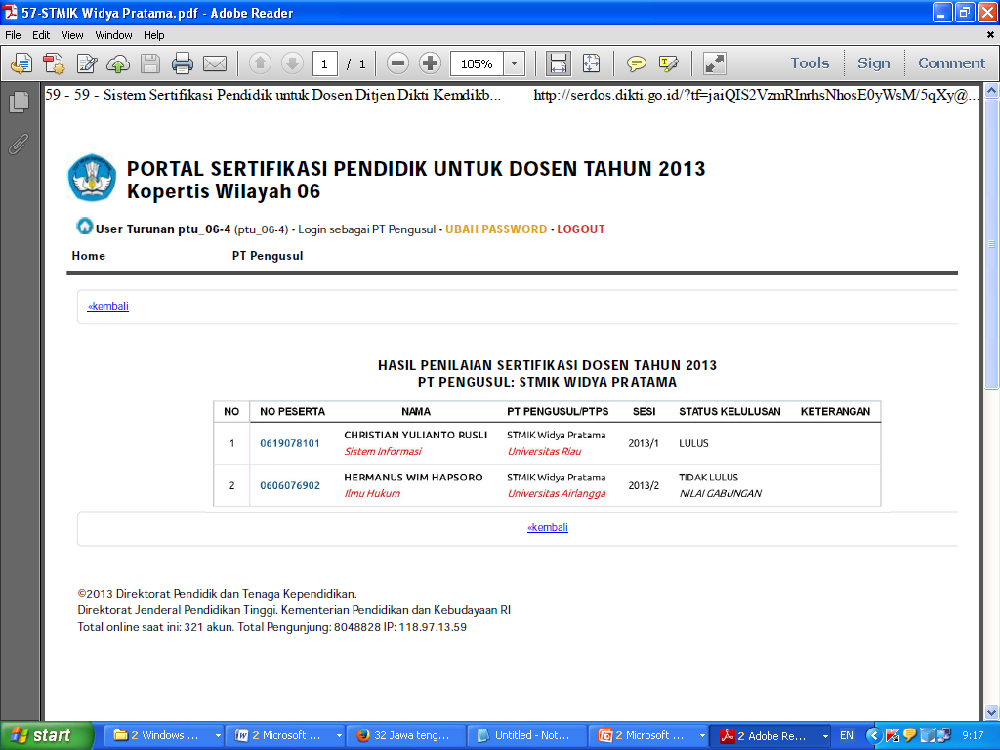 57-STMIK Widya Pratama.pdf - Adobe Reader
File Edit View Window Help
1 / 1 105% Tools Sign Comment
59 - 59 - Sistem Sertifikasi Pendidik untuk Dosen Ditjen Dikti Kemdikb... http://serdos.dikti.go.id/?tf=jaiQIS2VzmRInrhsNhosE0yWsM/5qXy@...
PORTAL SERTIFIKASI PENDIDIK UNTUK DOSEN TAHUN 2013
Kopertis Wilayah 06
User Turunan ptu_06-4 (ptu_06-4) • Login sebagai PT Pengusul • UBAH PASSWORD • LOGOUT
Home PT Pengusul
«kembali
HASIL PENILAIAN SERTIFIKASI DOSEN TAHUN 2013
PT PENGUSUL: STMIK WIDYA PRATAMA
NO NO PESERTA NAMA PT PENGUSUL/PTPS SESI STATUS KELULUSAN KETERANGAN
1 0619078101 CHRISTIAN YULIANTO RUSLI STMIK Widya Pratama 2013/1 LULUS
Sistem Informasi Universitas Riau
2 0606076902 HERMANUS WIM HAPSORO STMIK Widya Pratama 2013/2 TIDAK LULUS
Ilmu Hukum Universitas Airlangga NILAI GABUNGAN
«kembali
©2013 Direktorat Pendidik dan Tenaga Kependidikan.
Direktorat Jenderal Pendidikan Tinggi. Kementerian Pendidikan dan Kebudayaan RI
Total online saat ini: 321 akun. Total Pengunjung: 8048828 IP: 118.97.13.59
start 2 Windows ... 2 Microsoft ... 32 Jawa teng... Untitled - Not... 2 Microsoft ... 2 Adobe Re... EN 9:17